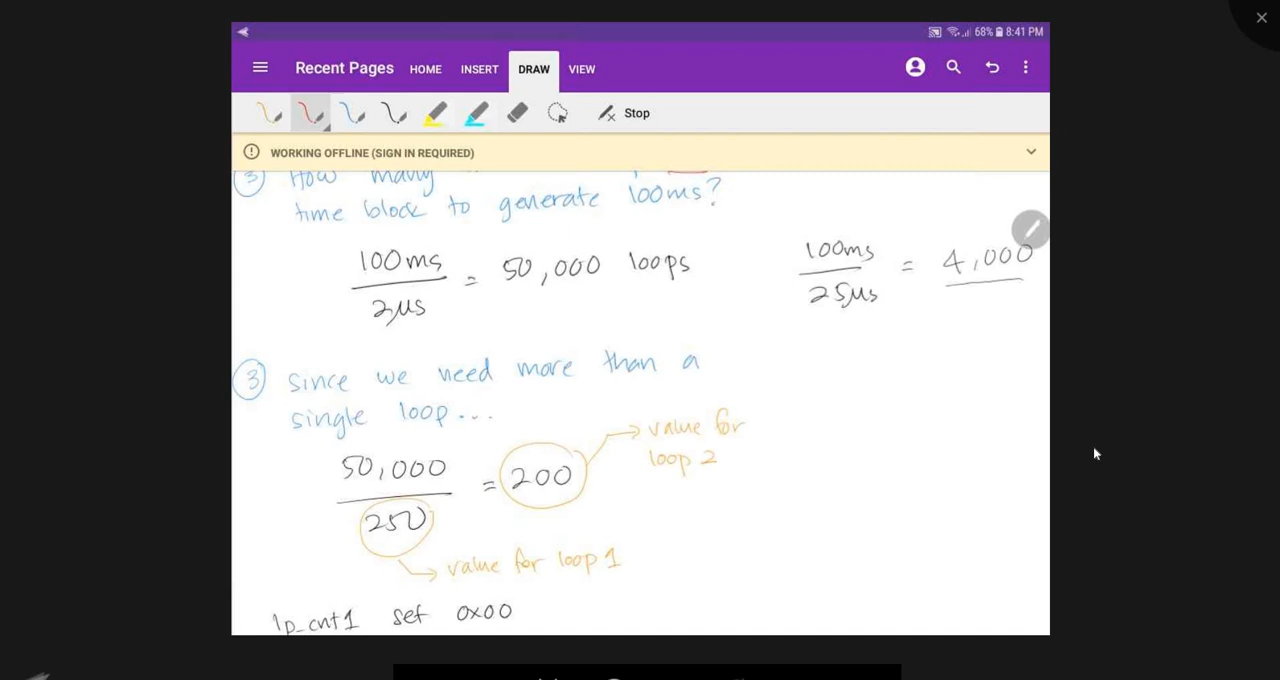 68% 8:41 PM
Recent Pages HOME INSERT DRAW VIEW
Stop
WORKING OFFLINE (SIGN IN REQUIRED)
3 How many
time block to generate 100ms?
100ms
2µs
= 50,000 loops
100ms
25µs
= 4,000
3 Since we need more than a
single loop...
50,000
250
= 200
value for
loop 2
value for loop 1
lp_cnt1 set 0x00